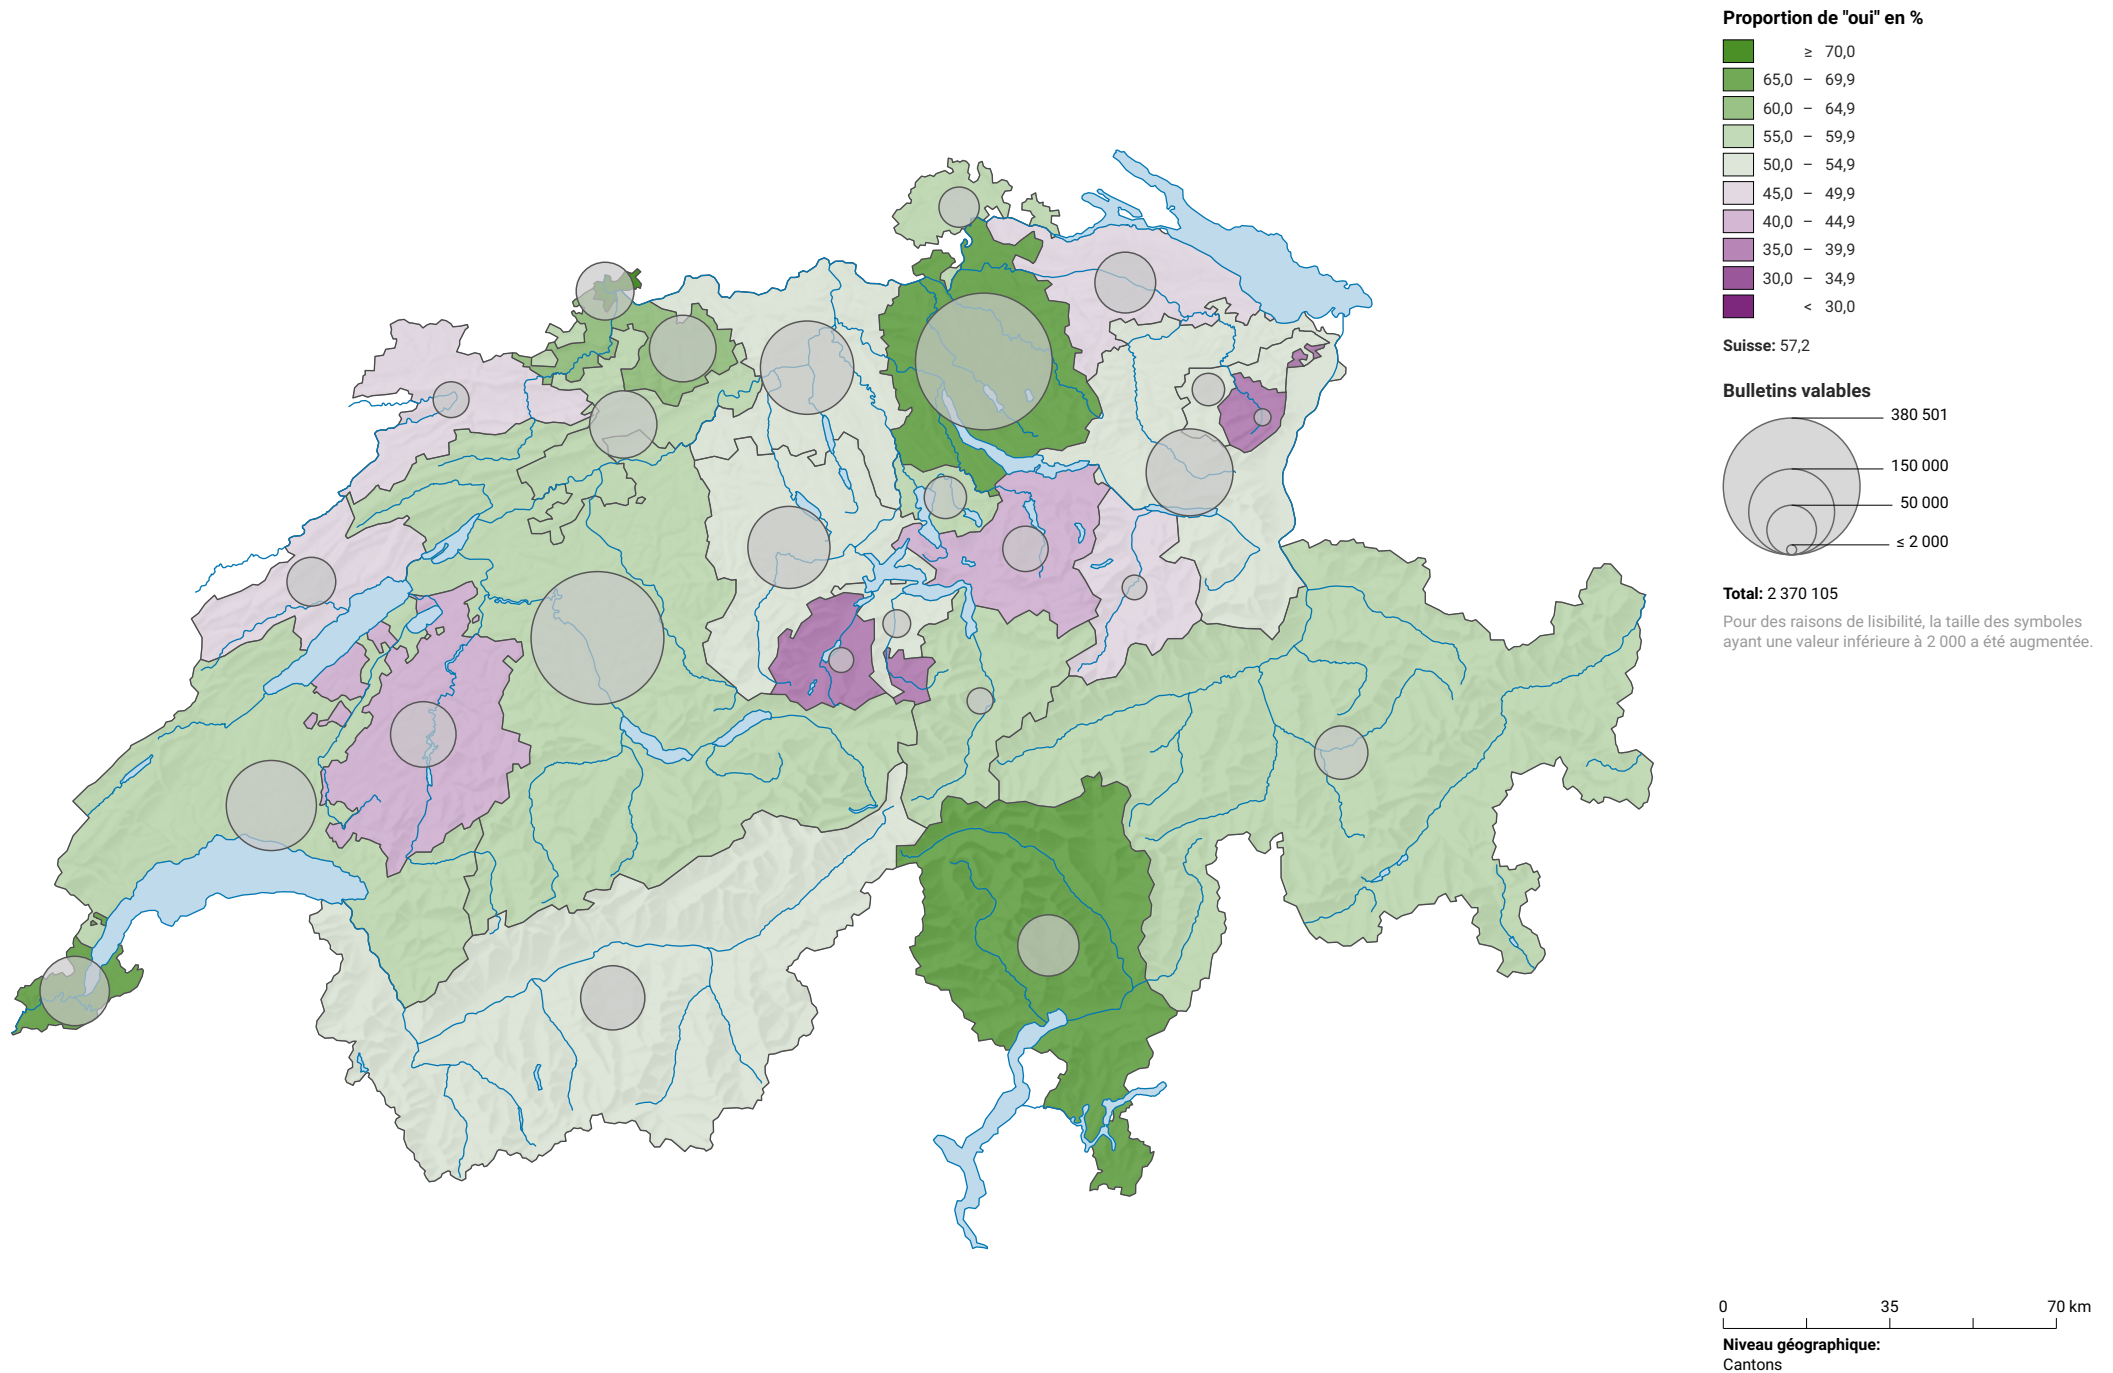 Proportion de "oui" en %
≥ 70,0
65,0 – 69,9
60,0 – 64,9
55,0 – 59,9
50,0 – 54,9
45,0 – 49,9
40,0 – 44,9
35,0 – 39,9
30,0 – 34,9
< 30,0
Suisse: 57,2
Bulletins valables
380 501
150 000
50 000
≤ 2 000
Total: 2 370 105
Pour des raisons de lisibilité, la taille des symboles
ayant une valeur inférieure à 2 000 a été augmentée.
0 35 70 km
Niveau géographique:
Cantons